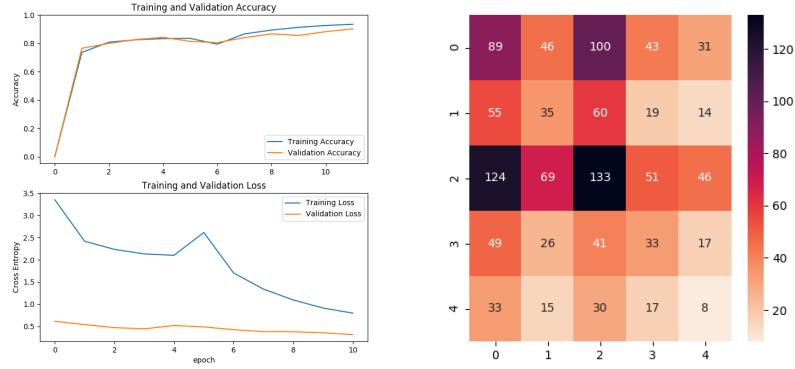 Training and Validation Accuracy
1.0
0.8
0.6
0.4
0.2
0.0
Accuracy
Training Accuracy
Validation Accuracy
0 2 4 6 8 10
Training and Validation Loss
3.5
3.0
2.5
2.0
1.5
1.0
0.5
Cross Entropy
Training Loss
Validation Loss
0 2 4 6 8 10
epoch
0 89 46 100 43 31
1 55 35 60 19 14
2 124 69 133 51 46
3 49 26 41 33 17
4 33 15 30 17 8
0 1 2 3 4
120
100
80
60
40
20